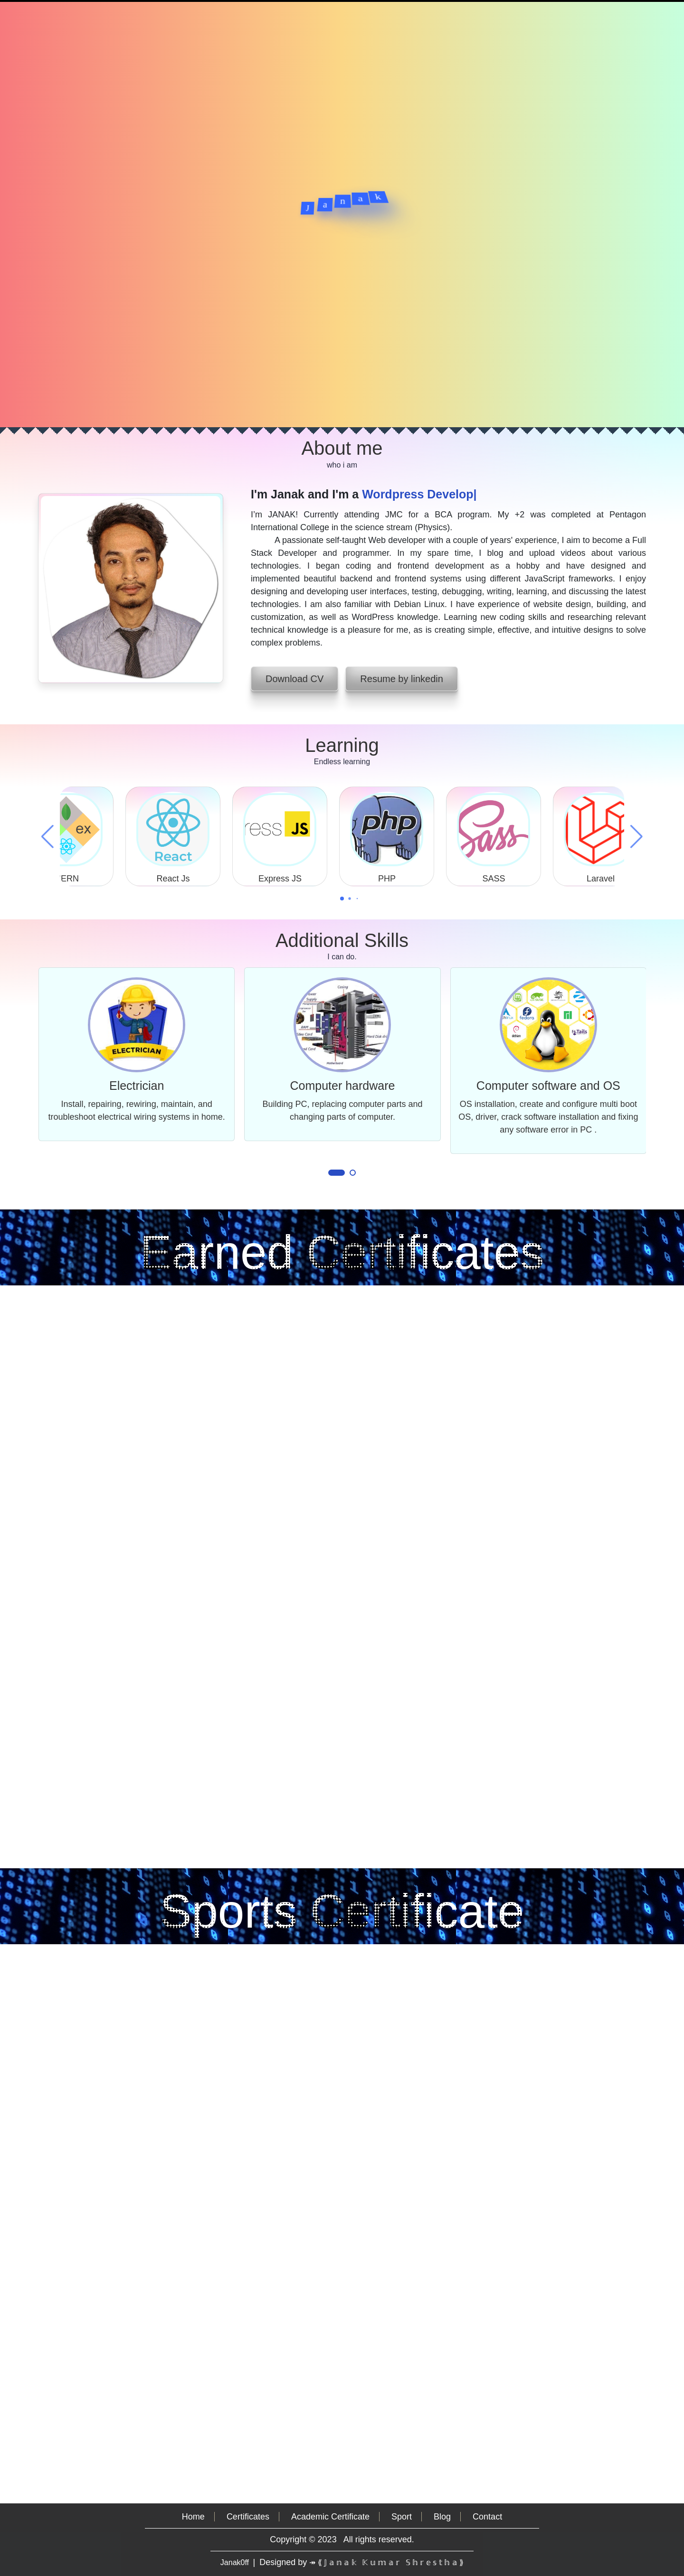 J a n a k
About me
who i am
I'm Janak and I'm a Wordpress Develop|
I'm JANAK! Currently attending JMC for a BCA program. My +2 was completed at Pentagon
International College in the science stream (Physics).
A passionate self-taught Web developer with a couple of years' experience, I aim to become a Full
Stack Developer and programmer. In my spare time, I blog and upload videos about various
technologies. I began coding and frontend development as a hobby and have designed and
implemented beautiful backend and frontend systems using different JavaScript frameworks. I enjoy
designing and developing user interfaces, testing, debugging, writing, learning, and discussing the latest
technologies. I am also familiar with Debian Linux. I have experience of website design, building, and
customization, as well as WordPress knowledge. Learning new coding skills and researching relevant
technical knowledge is a pleasure for me, as is creating simple, effective, and intuitive designs to solve
complex problems.
Download CV Resume by linkedin
Learning
Endless learning
ex
React
ress JS
php
Sass
ERN React Js Express JS PHP SASS Laravel
Additional Skills
I can do.
ELECTRICIAN
Electrician Computer hardware Computer software and OS
Install, repairing, rewiring, maintain, and
troubleshoot electrical wiring systems in home.
Building PC, replacing computer parts and
changing parts of computer.
OS installation, create and configure multi boot
OS, driver, crack software installation and fixing
any software error in PC .
Earned Certificates
Sports Certificate
Home Certificates Academic Certificate Sport Blog Contact
Copyright © 2023 All rights reserved.
Janak0ff | Designed by ↠ ⟪𝕁𝕒𝕟𝕒𝕜 𝕂𝕦𝕞𝕒𝕣 𝕊𝕙𝕣𝕖𝕤𝕥𝕙𝕒⟫